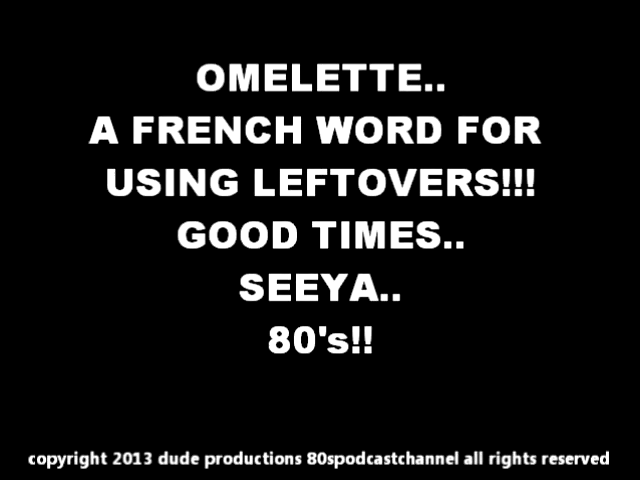 OMELETTE..
A FRENCH WORD FOR
USING LEFTOVERS!!!
GOOD TIMES..
SEEYA..
80's!!
copyright 2013 dude productions 80spodcastchannel all rights reserved